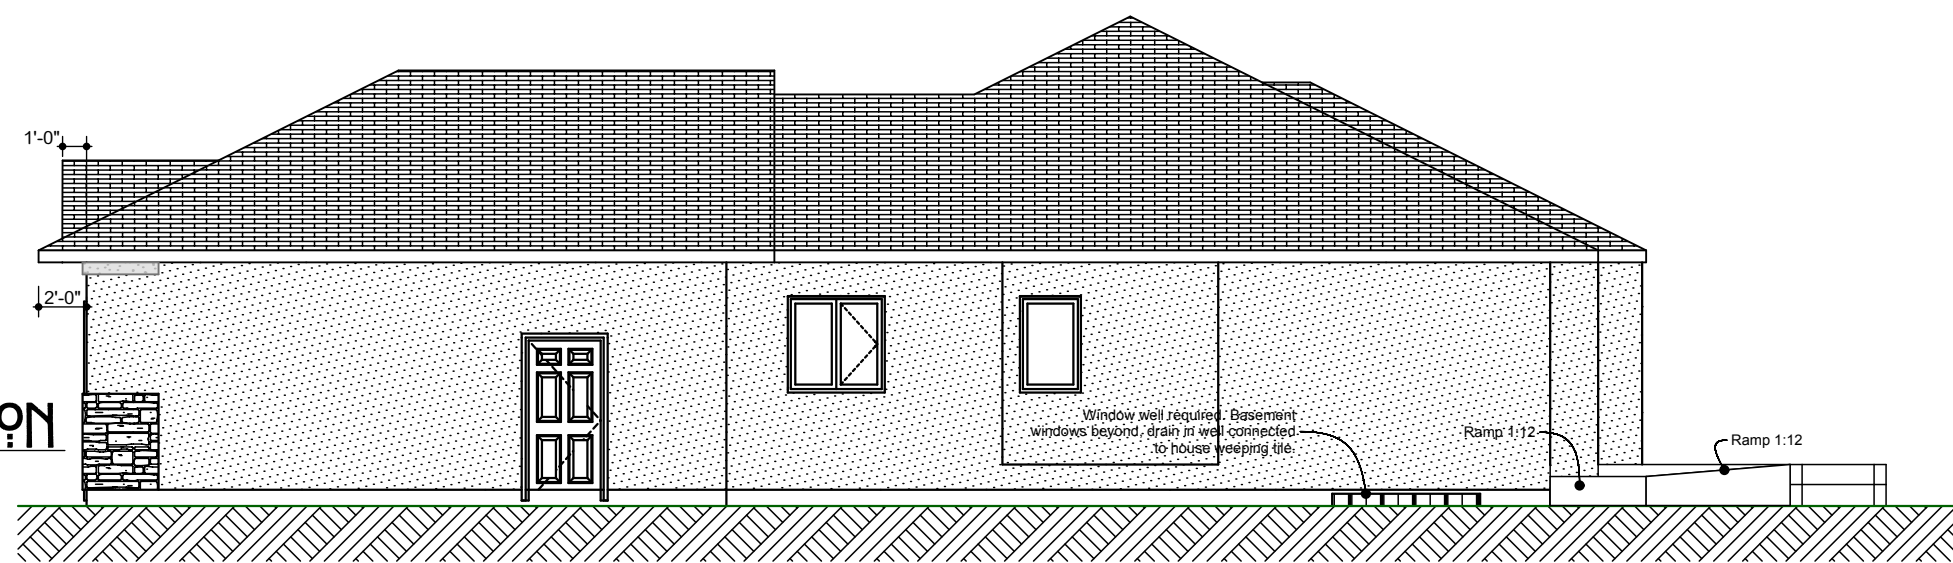 1'-0"
2'-0"
ON
Window well required. Basement
windows beyond, drain in well connected
to house weeping tile.
Ramp 1:12
Ramp 1:12